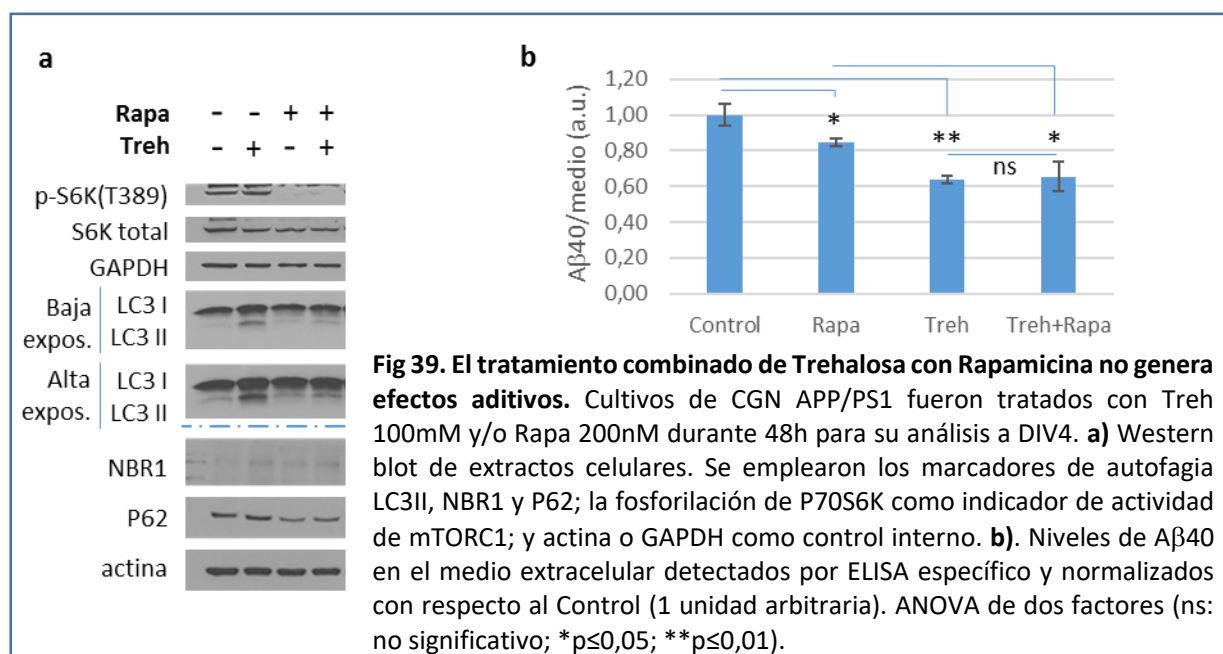 a
Rapa - - + +
Treh - + - +
p-S6K(T389)
S6K total
GAPDH
Baja expos.
LC3 I
LC3 II
Alta expos.
LC3 I
LC3 II
NBR1
P62
actina
b
Aβ40/medio (a.u.)
1,20
1,00
0,80
0,60
0,40
0,20
0,00
*
**
*
ns
Control Rapa Treh Treh+Rapa
Fig 39. El tratamiento combinado de Trehalosa con Rapamicina no genera
efectos aditivos. Cultivos de CGN APP/PS1 fueron tratados con Treh
100mM y/o Rapa 200nM durante 48h para su análisis a DIV4. a) Western
blot de extractos celulares. Se emplearon los marcadores de autofagia
LC3II, NBR1 y P62; la fosforilación de P70S6K como indicador de actividad
de mTORC1; y actina o GAPDH como control interno. b). Niveles de Aβ40
en el medio extracelular detectados por ELISA específico y normalizados
con respecto al Control (1 unidad arbitraria). ANOVA de dos factores (ns:
no significativo; *p≤0,05; **p≤0,01).